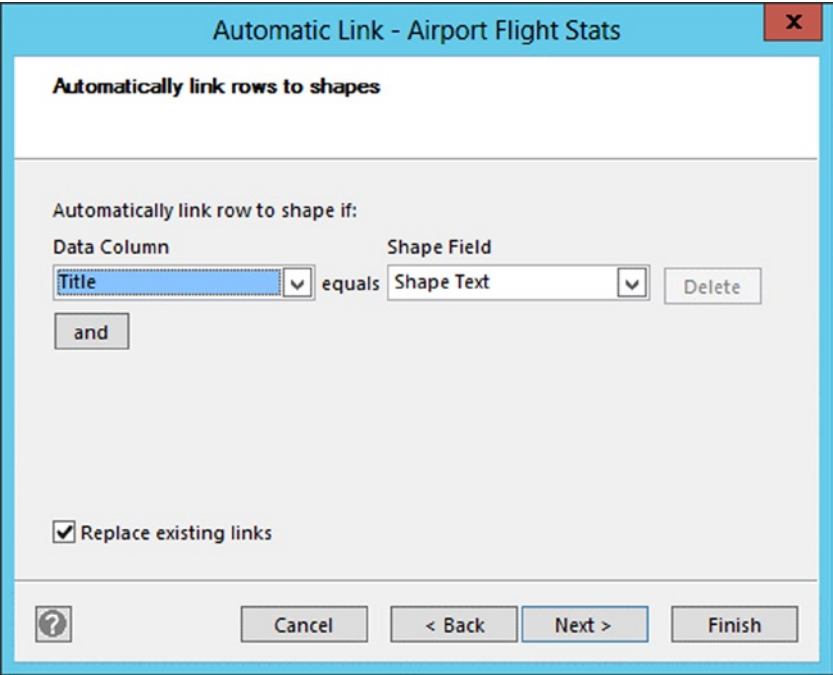 Automatic Link - Airport Flight Stats
x
Automatically link rows to shapes
Automatically link row to shape if:
Data Column Shape Field
Title equals Shape Text Delete
and
Replace existing links
? Cancel < Back Next > Finish